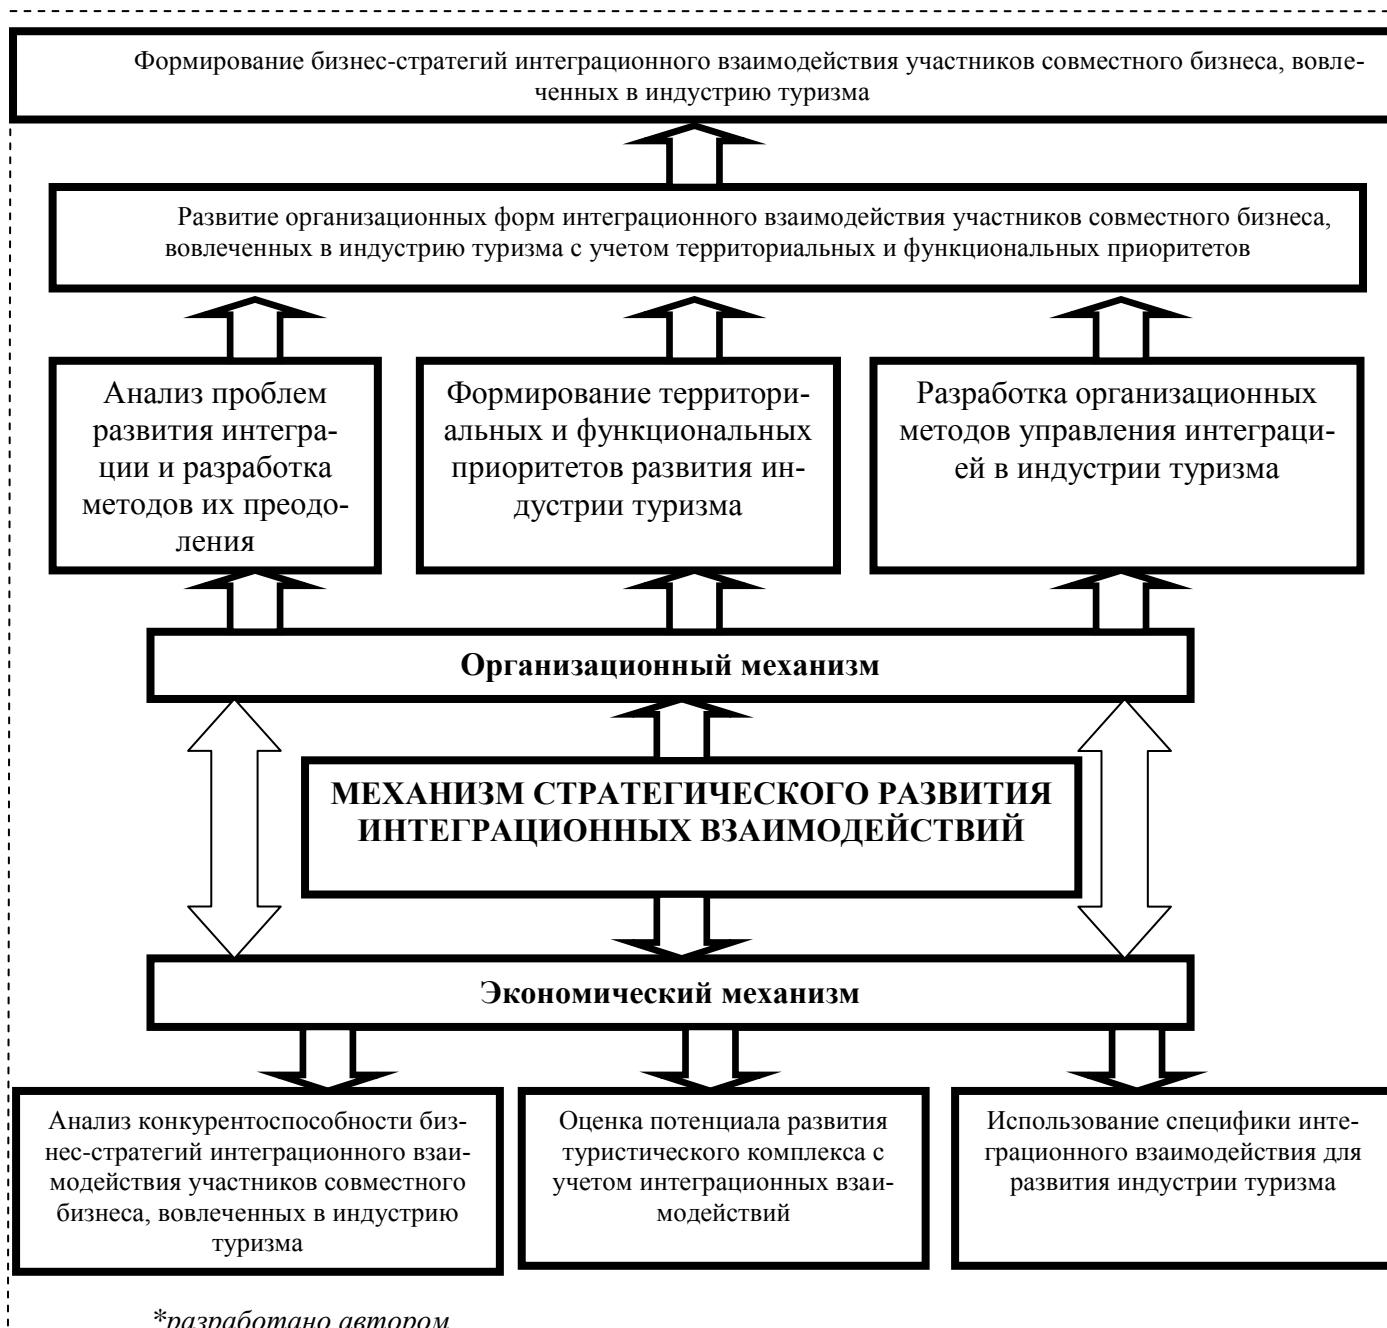 Формирование бизнес-стратегий интеграционного взаимодействия участников совместного бизнеса, вовле-
ченных в индустрию туризма
Развитие организационных форм интеграционного взаимодействия участников совместного бизнеса,
вовлеченных в индустрию туризма с учетом территориальных и функциональных приоритетов
Анализ проблем
развития интегра-
ции и разработка
методов их преодо-
ления
Формирование территори-
альных и функциональных
приоритетов развития ин-
дустрии туризма
Разработка организационных
методов управления интеграци-
ей в индустрии туризма
Организационный механизм
МЕХАНИЗМ СТРАТЕГИЧЕСКОГО РАЗВИТИЯ
ИНТЕГРАЦИОННЫХ ВЗАИМОДЕЙСТВИЙ
Экономический механизм
Анализ конкурентоспособности биз-
нес-стратегий интеграционного взаи-
модействия участников совместного
бизнеса, вовлеченных в индустрию
туризма
Оценка потенциала развития
туристического комплекса с
учетом интеграционных взаи-
модействий
Использование специфики инте-
грационного взаимодействия для
развития индустрии туризма
*разработано автором